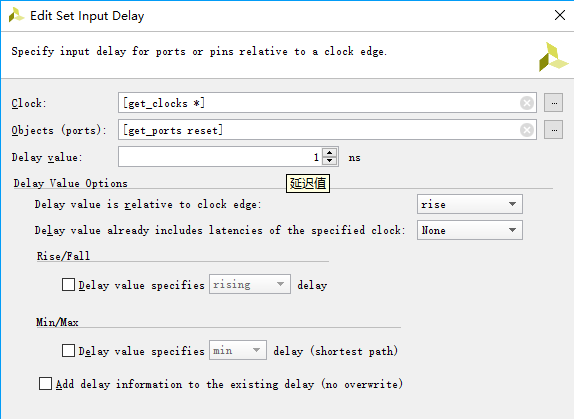 Edit Set Input Delay
Specify input delay for ports or pins relative to a clock edge.
Clock: [get_clocks *] ...
Objects (ports): [get_ports reset] ...
Delay value: 1 ns
延迟值
Delay Value Options
Delay value is relative to clock edge: rise
Delay value already includes latencies of the specified clock: None
Rise/Fall
Delay value specifies rising delay
Min/Max
Delay value specifies min delay (shortest path)
Add delay information to the existing delay (no overwrite)